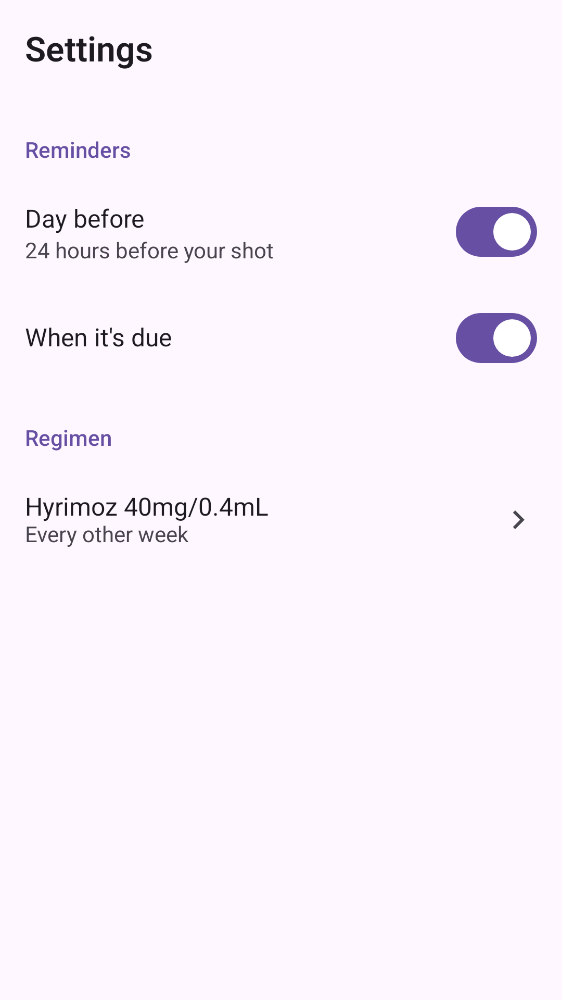 Settings
Reminders
Day before
24 hours before your shot
When it's due
Regimen
Hyrimoz 40mg/0.4mL
Every other week